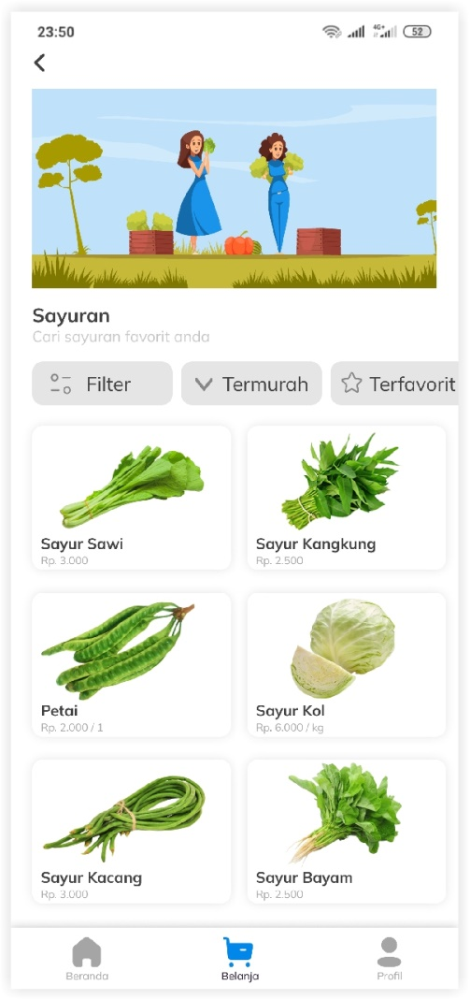 23:50
4G+
52
Sayuran
Cari sayuran favorit anda
Filter
Termurah
Terfavorit
Sayur Sawi
Rp. 3.000
Sayur Kangkung
Rp. 2.500
Petai
Rp. 2.000 / 1
Sayur Kol
Rp. 6.000 / kg
Sayur Kacang
Rp. 3.000
Sayur Bayam
Rp. 2.500
Beranda
Belanja
Profil